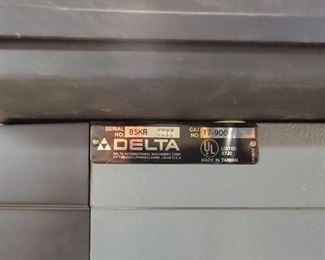 SERIAL NO. 85KR CAT. NO. 17-900
DELTA
DELTA INTERNATIONAL MACHINERY CORP.
PITTSBURGH, PENNSYLVANIA U.S.A.
UL LISTED
MADE IN TAIWAN